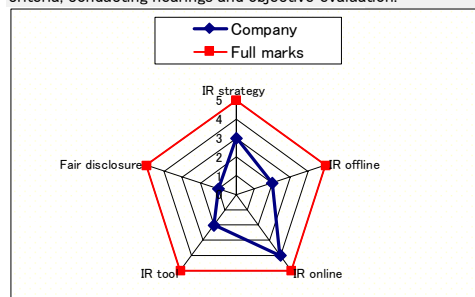 criteria, conducting hearings and objective evaluation.
Company
Full marks
IR strategy
5
4
3
2
1
Fair disclosure
IR offline
IR tool
IR online